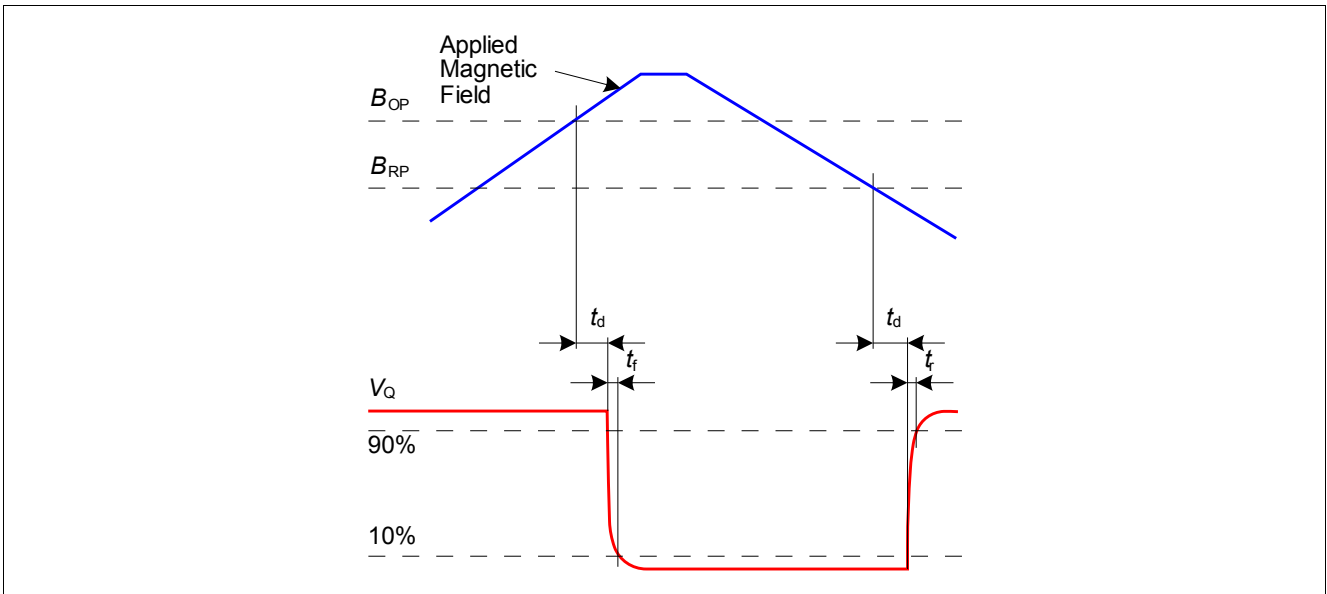 Applied
Magnetic
Field
BOP
BRP
td
td
tf
tr
VQ
90%
10%